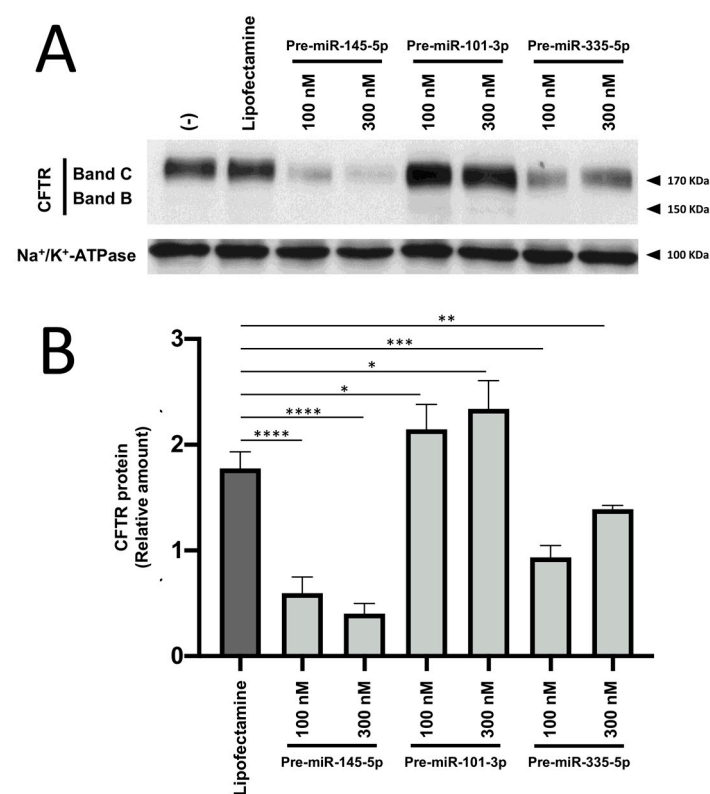 A
Pre-miR-145-5p Pre-miR-101-3p Pre-miR-335-5p
(-) Lipofectamine 100 nM 300 nM 100 nM 300 nM 100 nM 300 nM
CFTR
Band C
Band B
◄ 170 KDa
◄ 150 KDa
Na⁺/K⁺-ATPase
◄ 100 KDa
B
**
***
*
*
****
****
CFTR protein
(Relative amount)
3
2
1
0
Lipofectamine 100 nM 300 nM 100 nM 300 nM 100 nM 300 nM
Pre-miR-145-5p Pre-miR-101-3p Pre-miR-335-5p